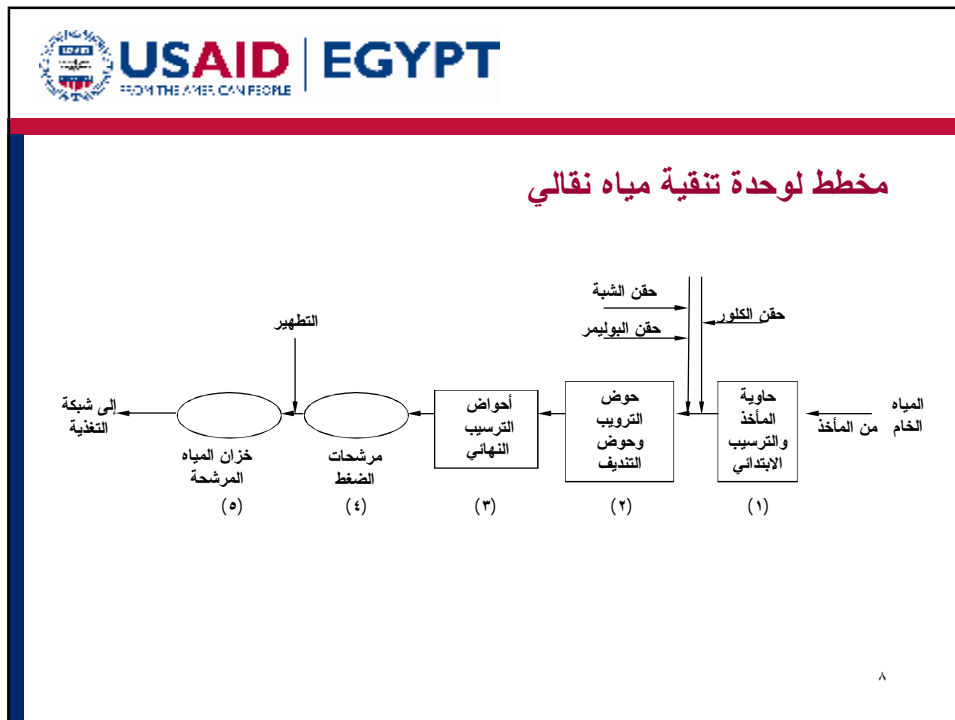 USAID | EGYPT
FROM THE AMERICAN PEOPLE
مخطط لوحدة تنقية مياه نقالي
حقن الشبة
حقن الكلور
حقن البوليمر
التطهير
المياه
الخام
من المأخذ
حاوية
المأخذ
والترسيب
الابتدائي
(١)
حوض
الترويب
وحوض
التنديف
(٢)
أحواض
الترسيب
النهائي
(٣)
مرشحات
الضغط
(٤)
خزان المياه
المرشحة
(٥)
إلى شبكة
التغذية
٨